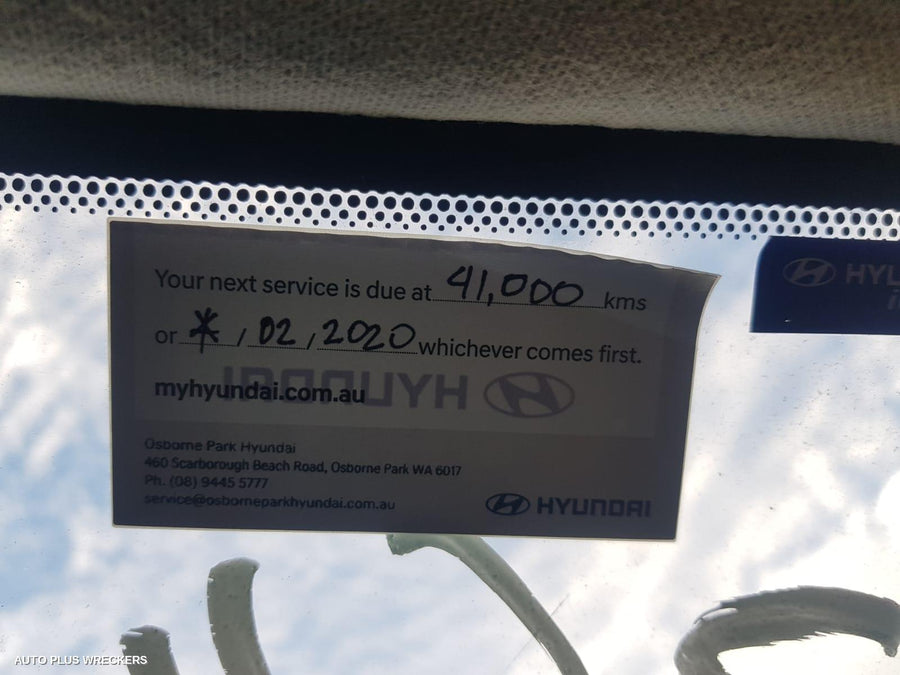 Your next service is due at 41,000 kms
or * / 02 / 2020 whichever comes first.
HYUNDAI
myhyundai.com.au
Osborne Park Hyundai
460 Scarborough Beach Road, Osborne Park WA 6017
Ph. (08) 9445 5777
service@osborneparkhyundai.com.au
HYUNDAI
AUTO PLUS WRECKERS